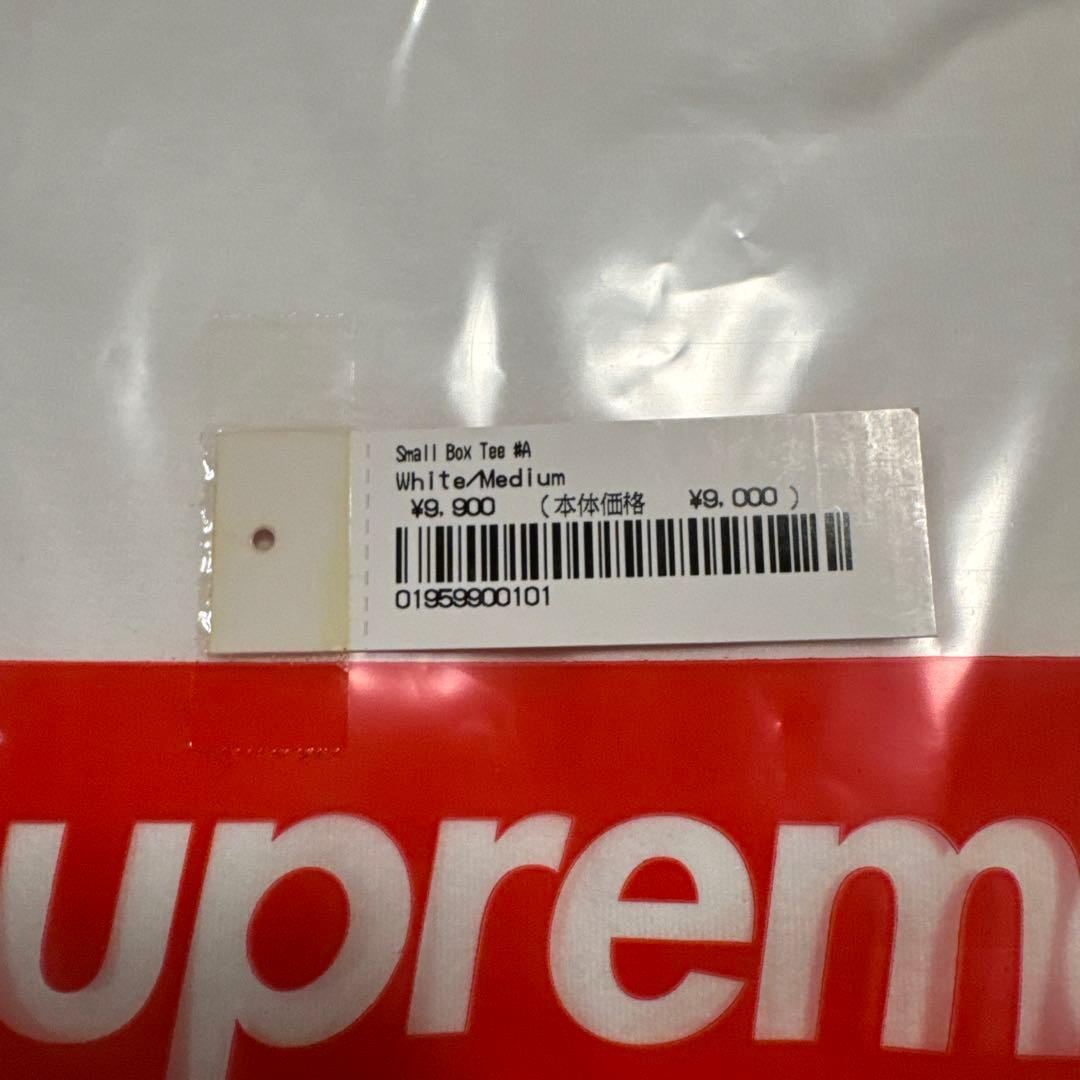 Small Box Tee #A
White/Medium
¥9,900 (本体価格 ¥9,000 )
01959900101
upreme